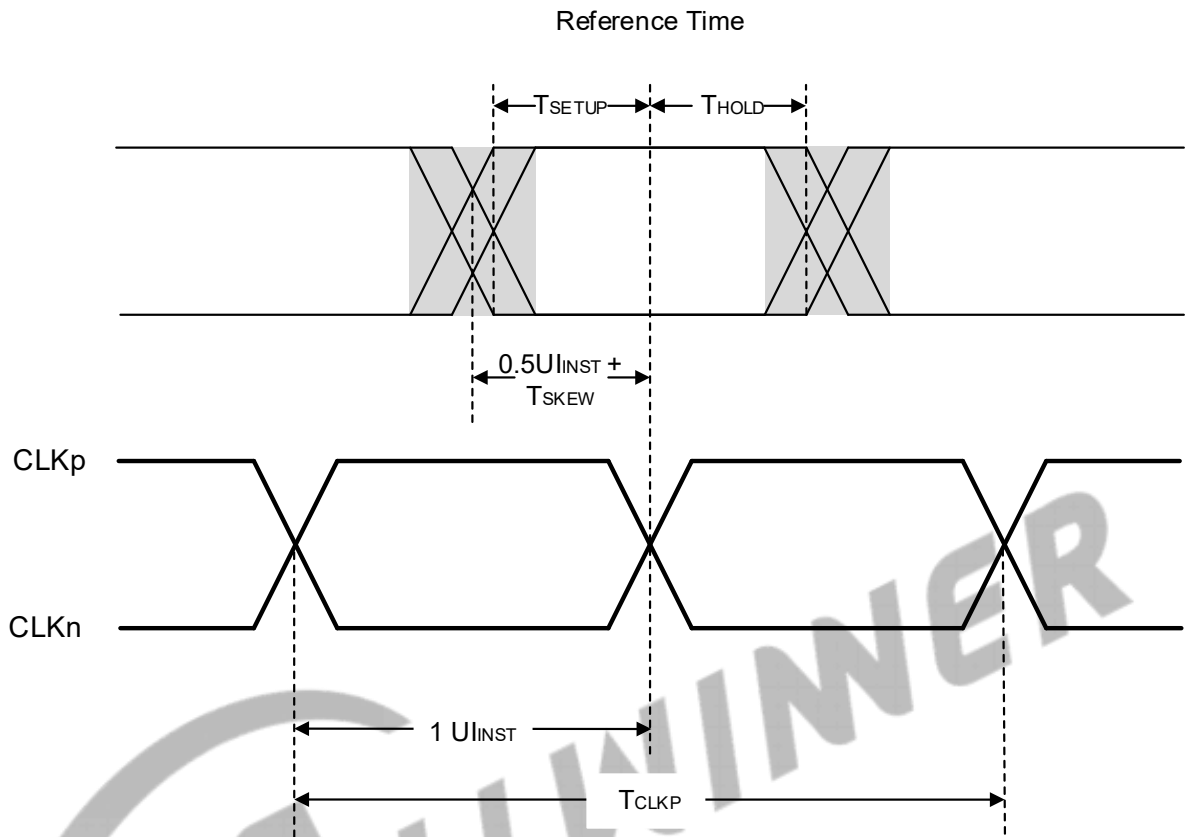 Reference Time
TSETUP
THOLD
0.5UIINST +
TSKEW
CLKp
CLKn
1 UIINST
TCLKP